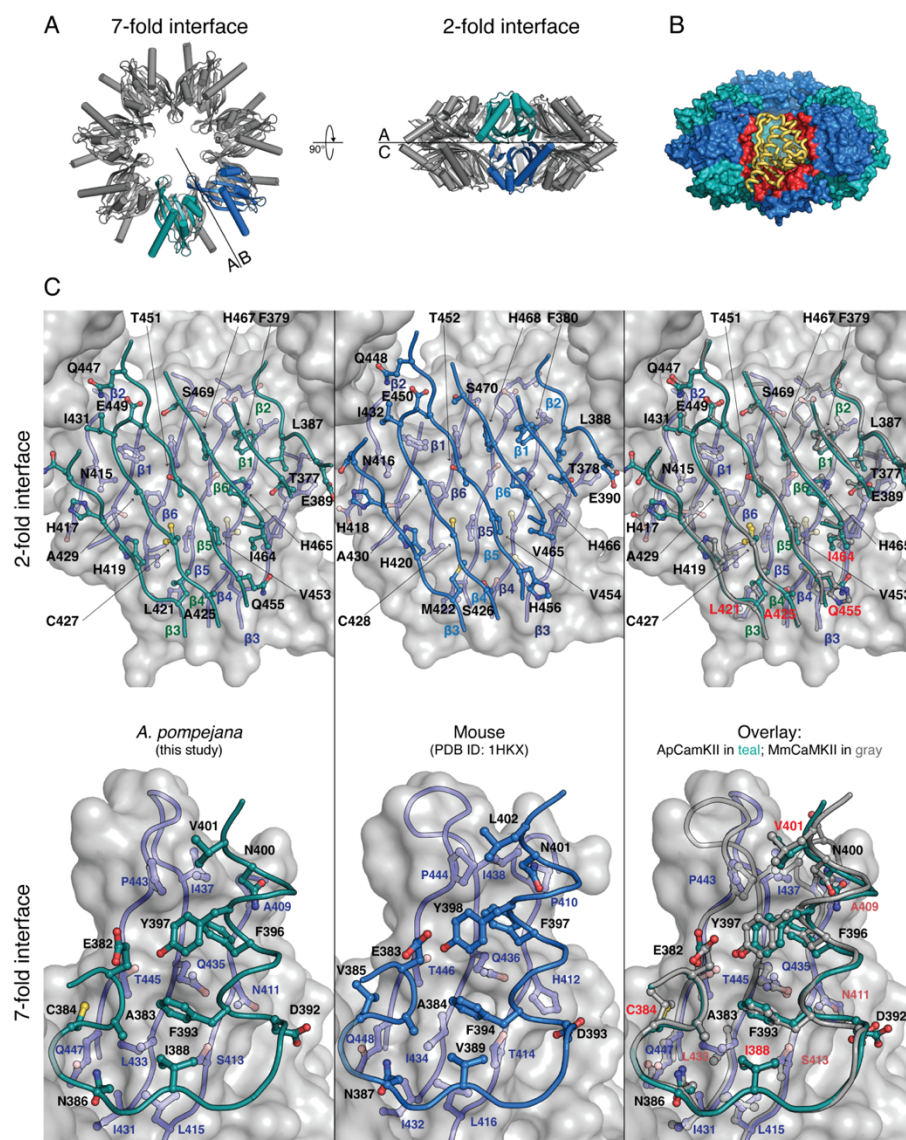 A
7-fold interface
2-fold interface
B
90°
A
C
A/B
C
2-fold interface
T451
H467 F379
Q447
β2
E449
S469
I431
β2
L387
β1
β1
N415
T377
β6
E389
H417
β6
A429
β5
I464
H465
H419
β5
L421
β4
β4
Q455
V453
A425
C427
β3
β3
T452
H468
F380
Q448
β2
E450
S470
I432
β2
L388
β1
β1
N416
T378
β6
β6
E390
H418
A430
β5
H466
H420
β5
V465
M422
β4
β4
S426
H456
V454
C428
β3
β3
T451
H467 F379
Q447
β2
E449
S469
I431
β2
L387
β1
β1
N415
T377
β6
E389
H417
β6
A429
β5
I464
H465
H419
β5
L421
β4
β4
A425
Q455
V453
C427
β3
β3
7-fold interface
A. pompejana
(this study)
V401
N400
P443
I437
A409
Y397
E382
F396
T445
Q435
C384
A383
N411
D392
F393
Q447
L433
I388
S413
N386
I431
L415
Mouse
(PDB ID: 1HKX)
L402
N401
P444
I438
P410
Y398
F397
E383
V385
T446
Q436
H412
A384
F394
D393
Q448
I434
V389
T414
N387
I432
L416
Overlay:
ApCamKII in teal; MmCaMKII in gray
V401
N400
P443
I437
A409
Y397
E382
F396
T445
Q435
C384
A383
N411
D392
F393
Q447
L433
I388
S413
N386
I431
L415